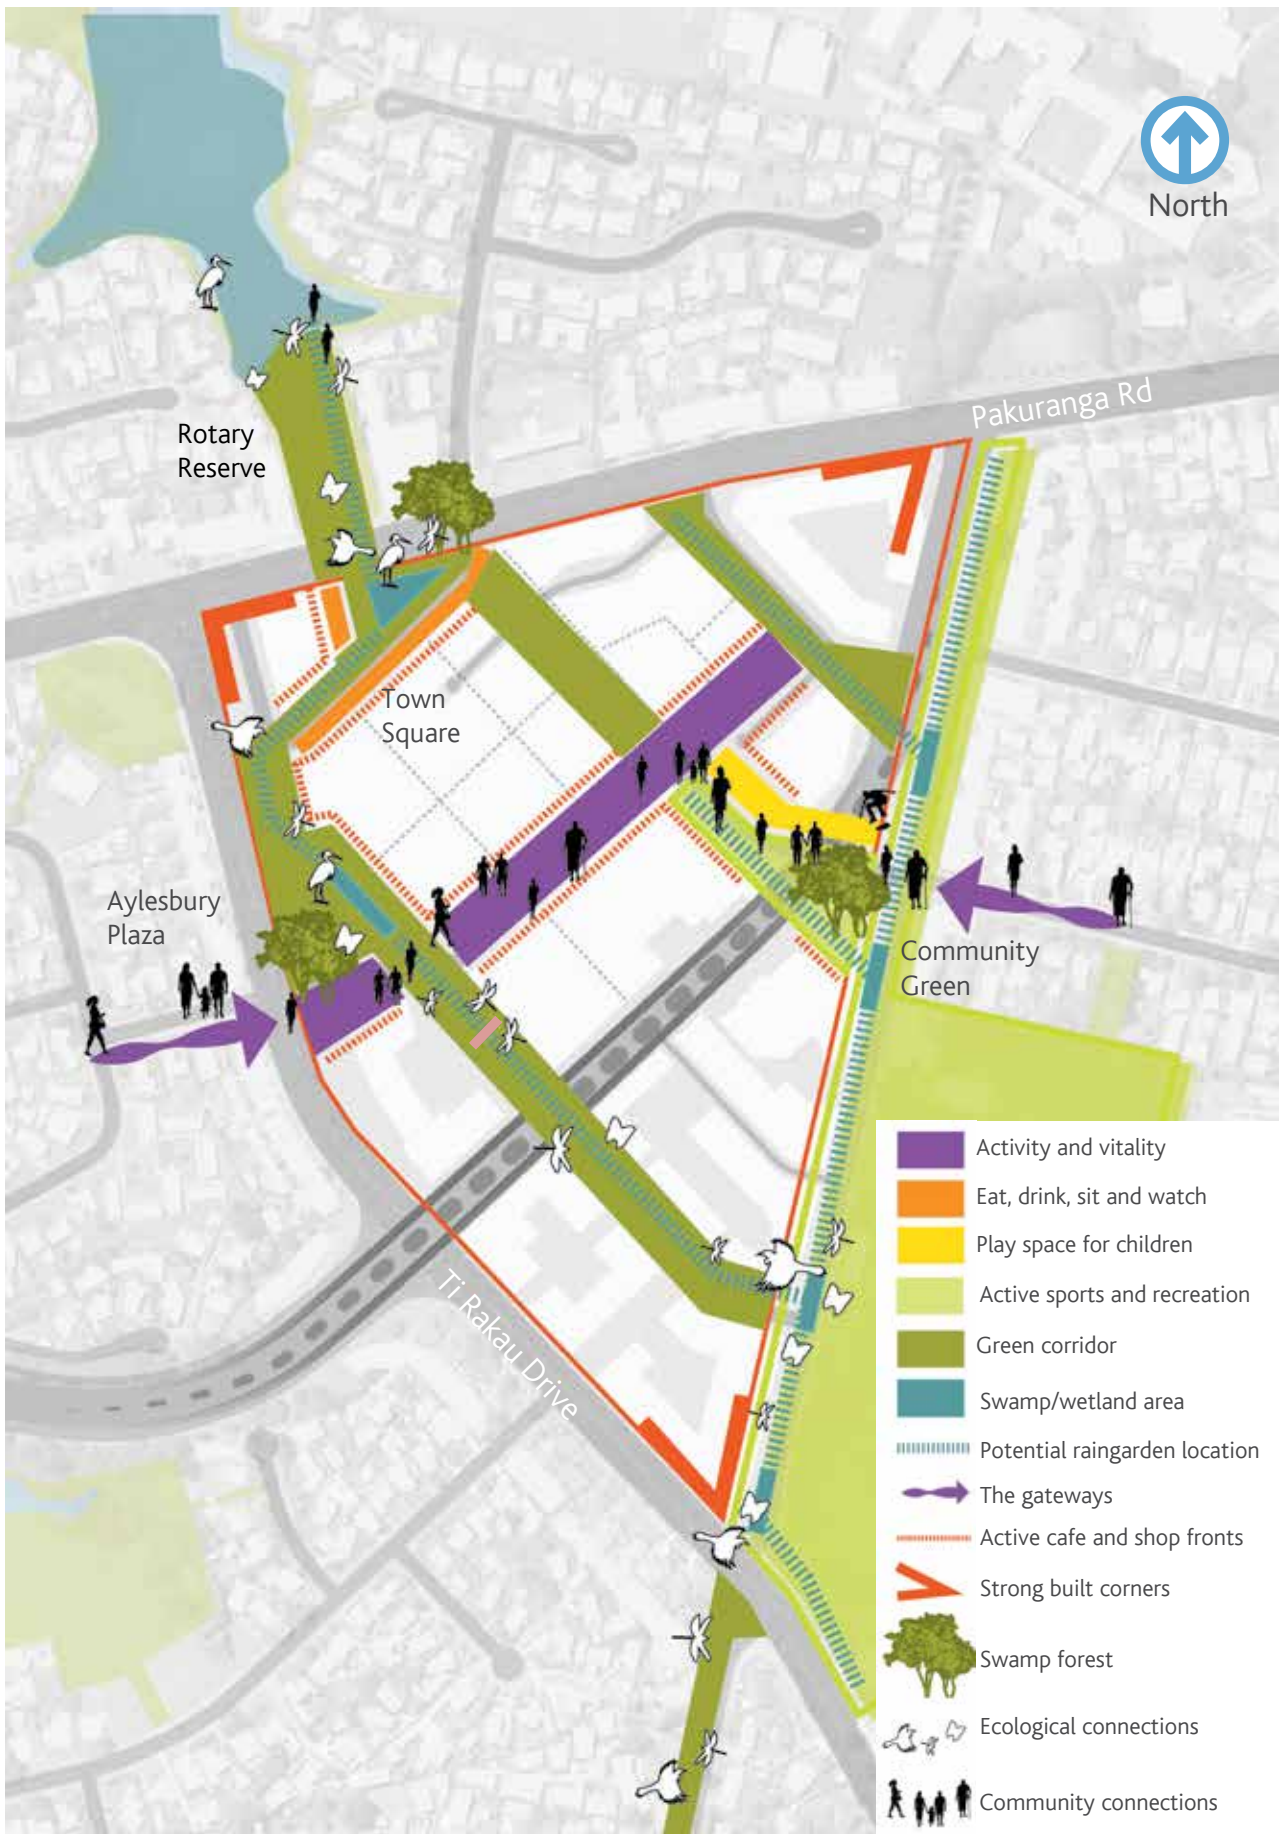 North
Pakuranga Rd
Rotary
Reserve
Town
Square
Aylesbury
Plaza
Community
Green
Ti Rakau Drive
Activity and vitality
Eat, drink, sit and watch
Play space for children
Active sports and recreation
Green corridor
Swamp/wetland area
Potential raingarden location
The gateways
Active cafe and shop fronts
Strong built corners
Swamp forest
Ecological connections
Community connections